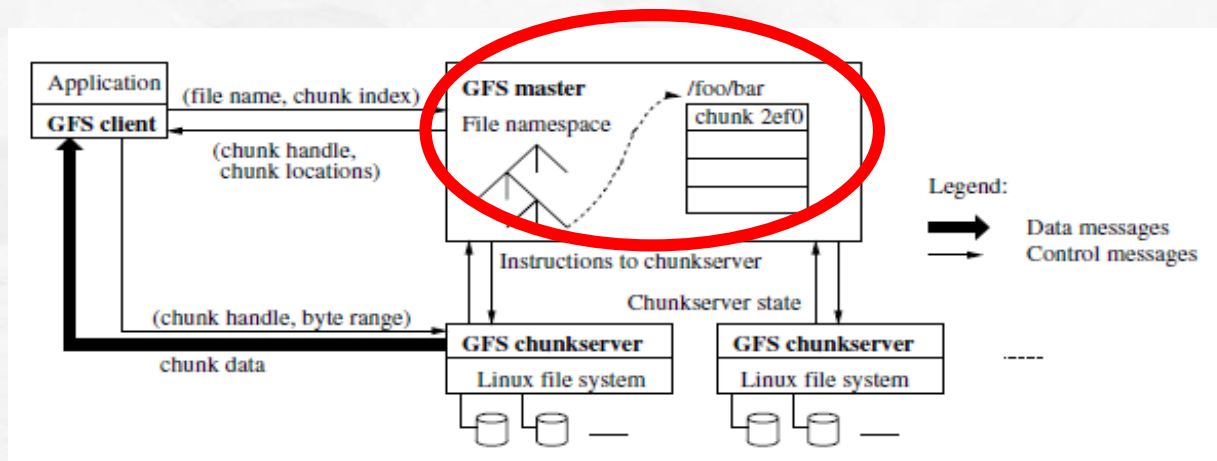 Application
GFS client
(file name, chunk index)
(chunk handle,
chunk locations)
GFS master
File namespace
/foo/bar
chunk 2ef0
Legend:
Data messages
Control messages
Instructions to chunkserver
Chunkserver state
(chunk handle, byte range)
chunk data
GFS chunkserver
Linux file system
GFS chunkserver
Linux file system